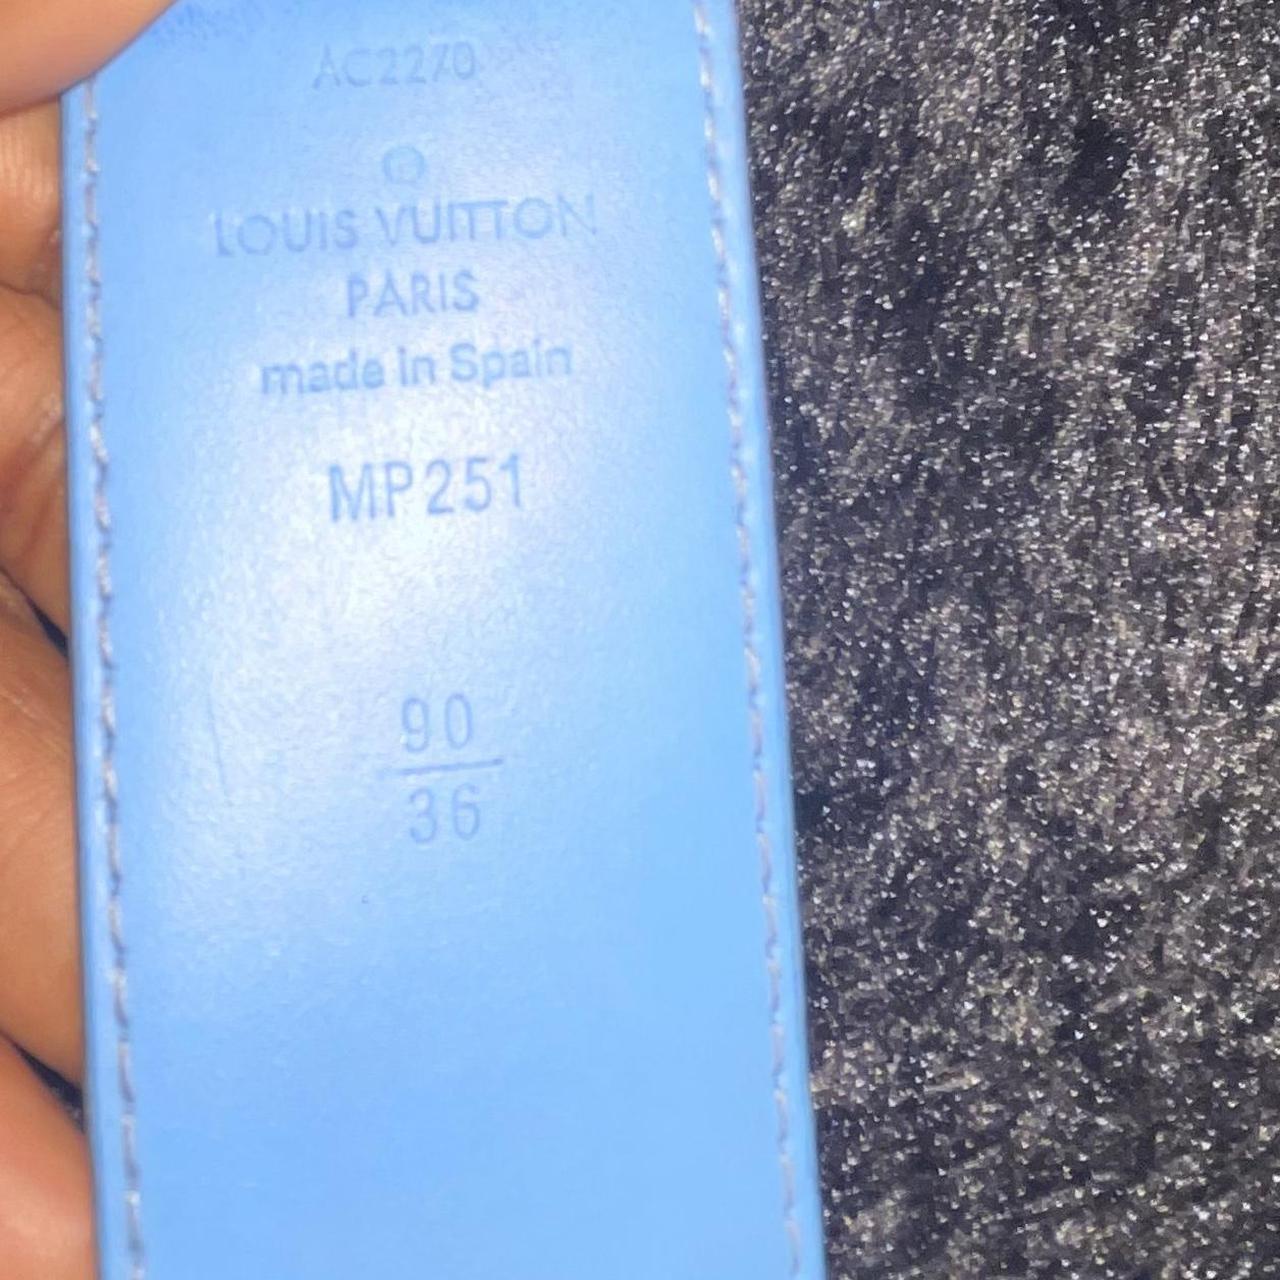 AC2270
R
LOUIS VUITTON
PARIS
made in Spain
MP251
90
36